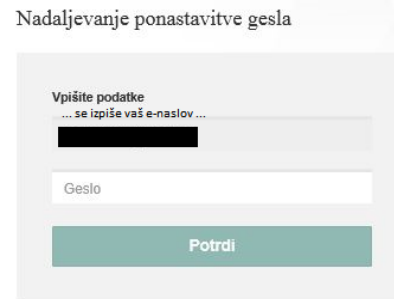 Nadaljevanje ponastavitve gesla
Vpišite podatke
... se izpiše vaš e-naslov ...
Geslo
Potrdi